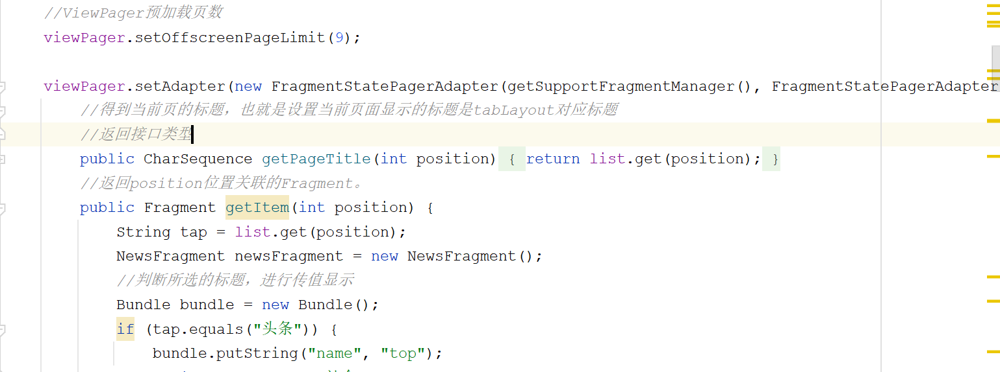 //ViewPager预加载页数
viewPager.setOffscreenPageLimit(9);
viewPager.setAdapter(new FragmentStatePagerAdapter(getSupportFragmentManager(), FragmentStatePagerAdapter
//得到当前页的标题，也就是设置当前页面显示的标题是tabLayout对应标题
//返回接口类型
public CharSequence getPageTitle(int position) { return list.get(position); }
//返回position位置关联的Fragment。
public Fragment getItem(int position) {
String tap = list.get(position);
NewsFragment newsFragment = new NewsFragment();
//判断所选的标题，进行传值显示
Bundle bundle = new Bundle();
if (tap.equals("头条")) {
bundle.putString("name", "top");